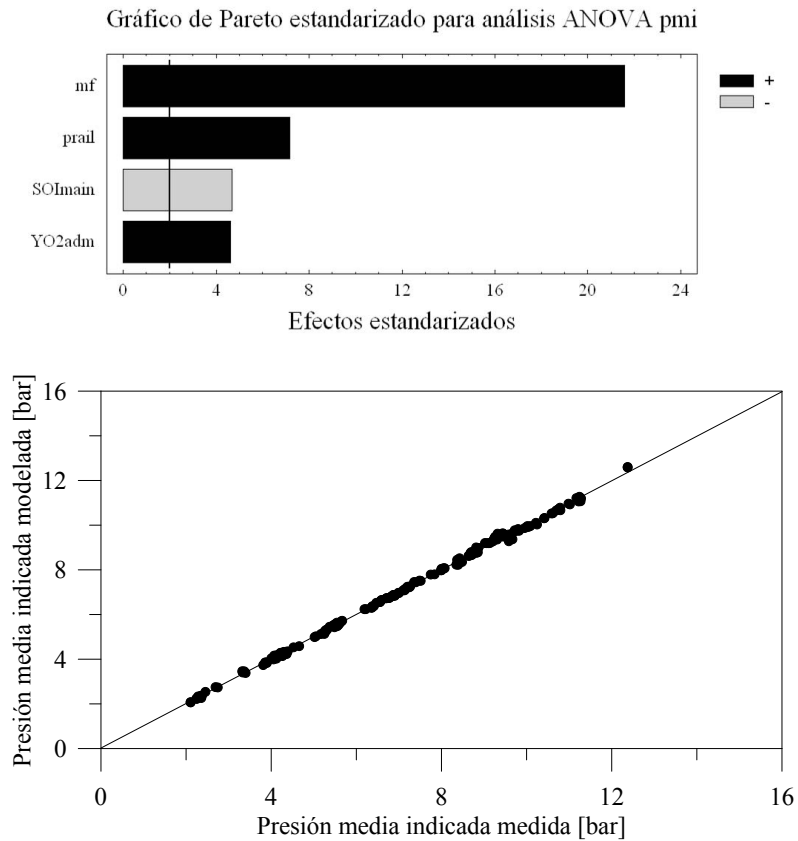 Gráfico de Pareto estandarizado para análisis ANOVA pmi
mf
prail
SOImain
YO2adm
+
-
0 4 8 12 16 20 24
Efectos estandarizados
Presión media indicada modelada [bar]
16
12
8
4
0
0 4 8 12 16
Presión media indicada medida [bar]